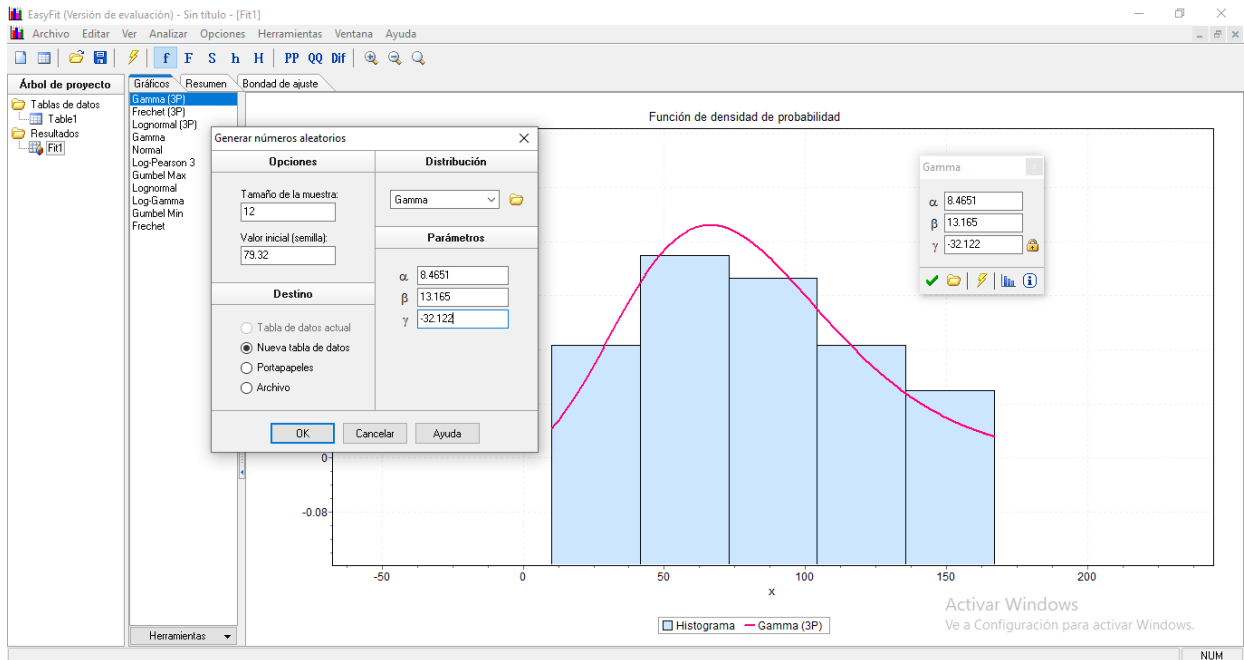 EasyFit (Versión de evaluación) - Sin título - [Fit1]
Archivo Editar Ver Analizar Opciones Herramientas Ventana Ayuda
f F S h H PP QQ Dif
Árbol de proyecto
Tablas de datos
Table1
Resultados
Fit1
Gráficos Resumen Bondad de ajuste
Gamma (3P)
Frechet (3P)
Lognormal (3P)
Gamma
Normal
Log-Pearson 3
Gumbel Max
Lognormal
Log-Gamma
Gumbel Min
Frechet
Herramientas
Generar números aleatorios
Opciones
Tamaño de la muestra:
12
Valor inicial (semilla):
79.32
Destino
Tabla de datos actual
Nueva tabla de datos
Portapapeles
Archivo
Distribución
Gamma
Parámetros
α 8.4651
β 13.165
γ -32.122
OK Cancelar Ayuda
Función de densidad de probabilidad
Gamma
α 8.4651
β 13.165
γ -32.122
0
-0.08
-50 0 50 100 150 200
x
Histograma Gamma (3P)
Activar Windows
Ve a Configuración para activar Windows.
NUM